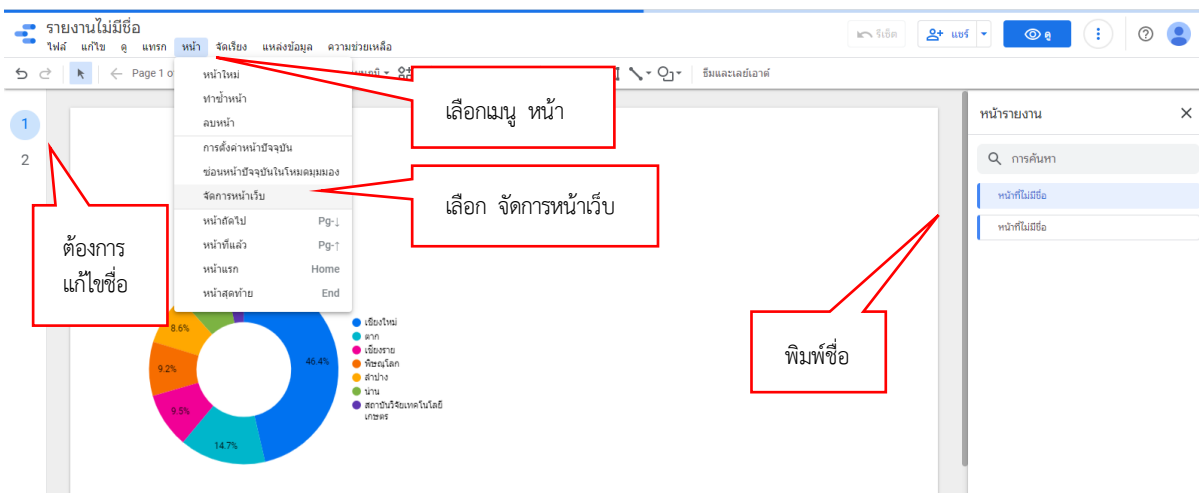 รายงานไม่มีชื่อ
ไฟล์ แก้ไข ดู แทรก หน้า จัดเรียง แหล่งข้อมูล ความช่วยเหลือ
รีเซ็ต แชร์ ดู
Page 1 o
ธีมและเลย์เอาต์
หน้าใหม่
ทำซ้ำหน้า
ลบหน้า
การตั้งค่าหน้าปัจจุบัน
ซ่อนหน้าปัจจุบันในโหมดมุมมอง
จัดการหน้าเว็บ
หน้าถัดไป Pg-↓
หน้าที่แล้ว Pg-↑
หน้าแรก Home
หน้าสุดท้าย End
เลือกเมนู หน้า
เลือก จัดการหน้าเว็บ
1
2
ต้องการ
แก้ไขชื่อ
หน้ารายงาน
การค้นหา
หน้าที่ไม่มีชื่อ
หน้าที่ไม่มีชื่อ
พิมพ์ชื่อ
8.6%
9.2%
9.5%
14.7%
46.4%
เชียงใหม่
ตาก
เชียงราย
พิษณุโลก
ลำปาง
น่าน
สถาบันวิจัยเทคโนโลยี
เกษตร